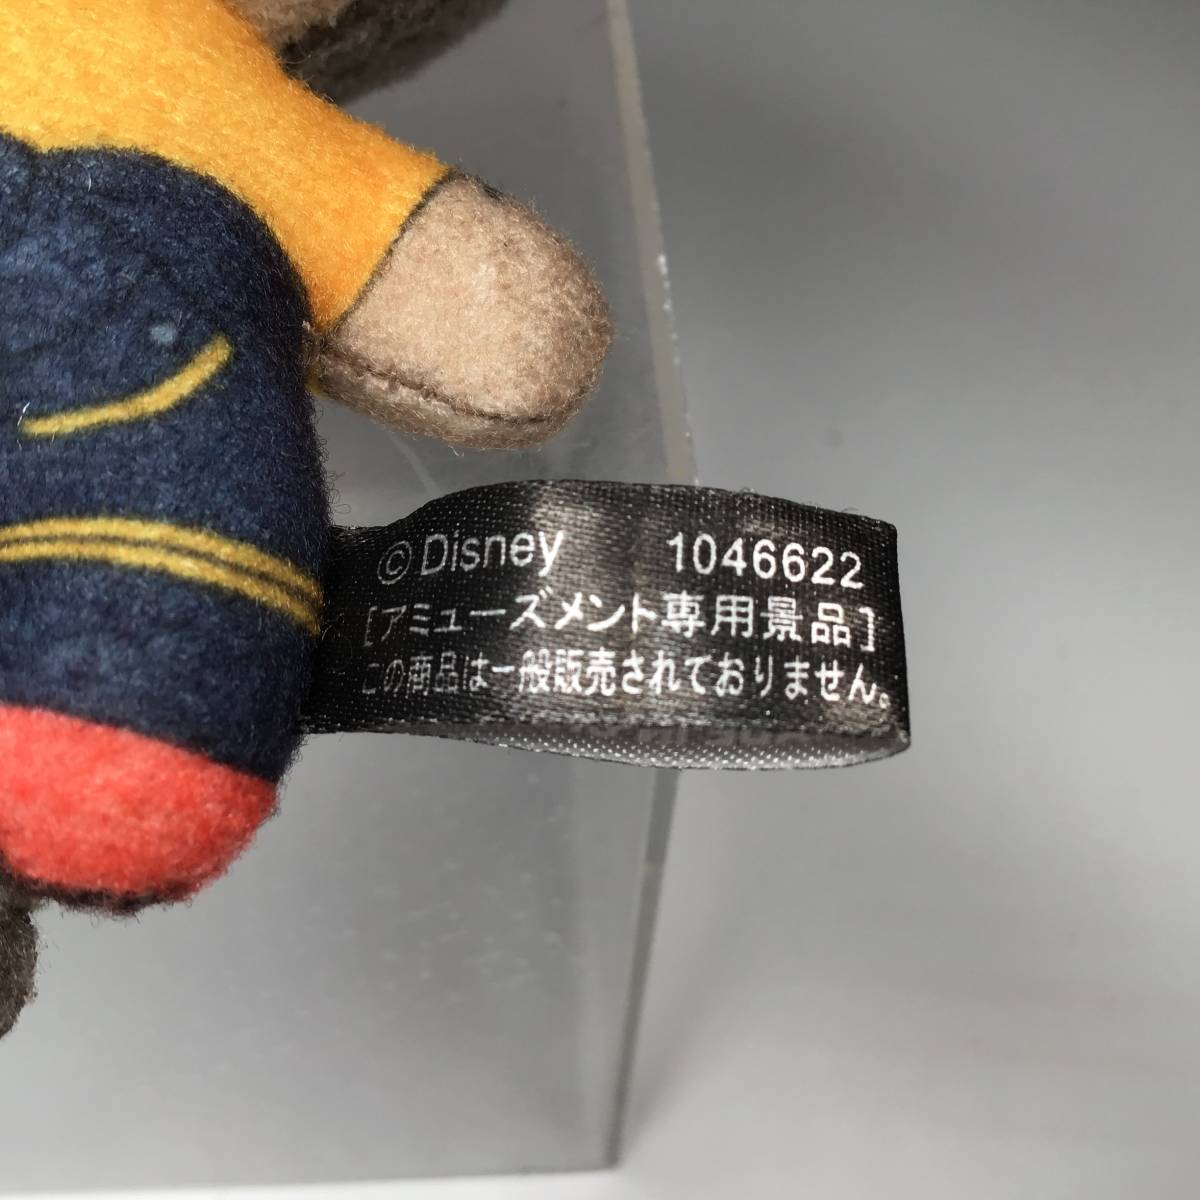 ©Disney 1046622
[アミューズメント専用景品]
この商品は一般販売されておりません。